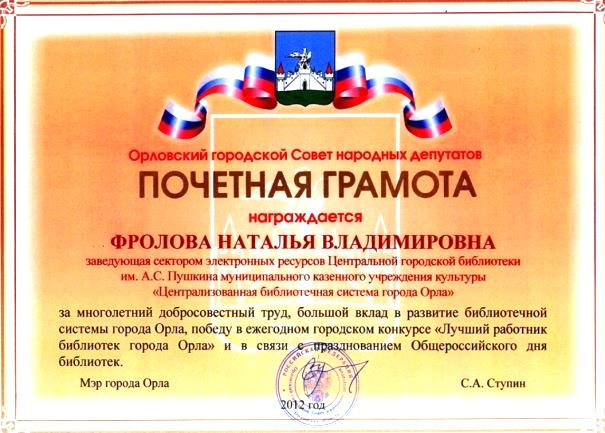 Орловский городской Совет народных депутатов
ПОЧЕТНАЯ ГРАМОТА
награждается
ФРОЛОВА НАТАЛЬЯ ВЛАДИМИРОВНА
заведующая сектором электронных ресурсов Центральной городской библиотеки
им. А.С. Пушкина муниципального казенного учреждения культуры
«Централизованная библиотечная система города Орла»
за многолетний добросовестный труд, большой вклад в развитие библиотечной
системы города Орла, победу в ежегодном городском конкурсе «Лучший работник
библиотек города Орла» и в связи с празднованием Общероссийского дня
библиотек.
Мэр города Орла С.А. Ступин
2012 год